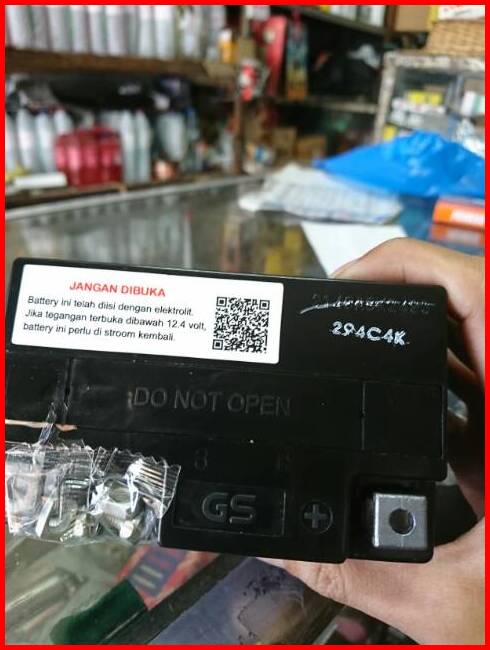 JANGAN DIBUKA
Battery ini telah diisi dengan elektrolit.
Jika tegangan terbuka dibawah 12.4 volt,
battery ini perlu di stroom kembali.
294C4K
DO NOT OPEN
GS
+